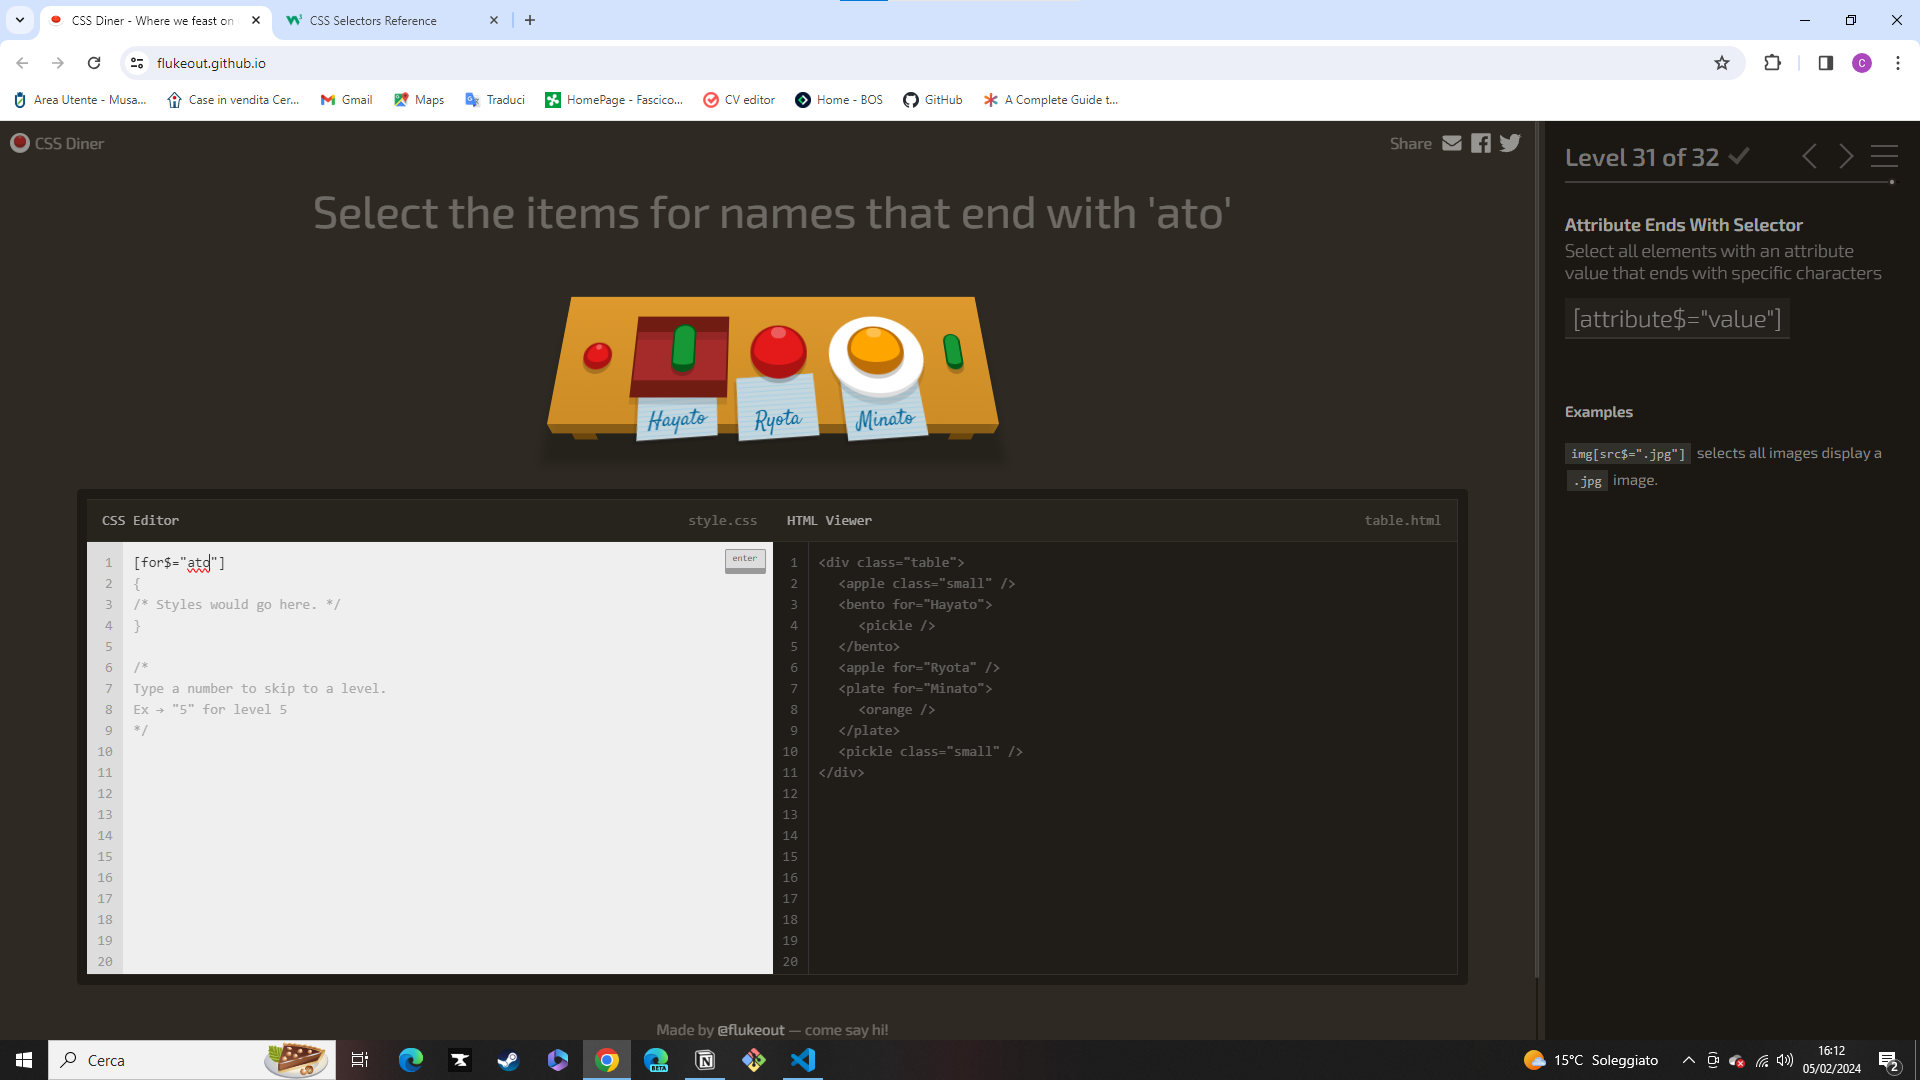 CSS Diner - Where we feast on
CSS Selectors Reference
flukeout.github.io
C
Area Utente - Musa...
Case in vendita Cer...
Gmail
Maps
Traduci
HomePage - Fascico...
CV editor
Home - BOS
GitHub
A Complete Guide t...
CSS Diner
Share
Select the items for names that end with 'ato'
Hayato
Ryota
Minato
CSS Editor
style.css
1 [for$="ato"]
2 {
3 /* Styles would go here. */
4 }
5
6 /*
7 Type a number to skip to a level.
8 Ex → "5" for level 5
9 */
10
11
12
13
14
15
16
17
18
19
20
enter
HTML Viewer
table.html
1 <div class="table">
2 <apple class="small" />
3 <bento for="Hayato">
4 <pickle />
5 </bento>
6 <apple for="Ryota" />
7 <plate for="Minato">
8 <orange />
9 </plate>
10 <pickle class="small" />
11 </div>
12
13
14
15
16
17
18
19
20
Made by @flukeout — come say hi!
Level 31 of 32
Attribute Ends With Selector
Select all elements with an attribute
value that ends with specific characters
[attribute$="value"]
Examples
img[src$=".jpg"] selects all images display a
.jpg image.
Cerca
BETA
15°C Soleggiato
16:12
05/02/2024
2